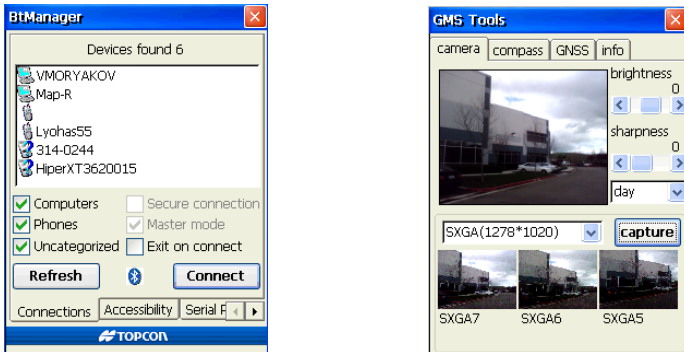 BtManager
Devices found 6
VMORYAKOV
Map-R
Lyohas55
314-0244
HiperXT3620015
Computers
Secure connection
Phones
Master mode
Uncategorized
Exit on connect
Refresh
Connect
Connections
Accessibility
Serial P
TOPCON
GMS Tools
camera
compass
GNSS
info
brightness
0
sharpness
0
day
SXGA(1278*1020)
capture
SXGA7
SXGA6
SXGA5